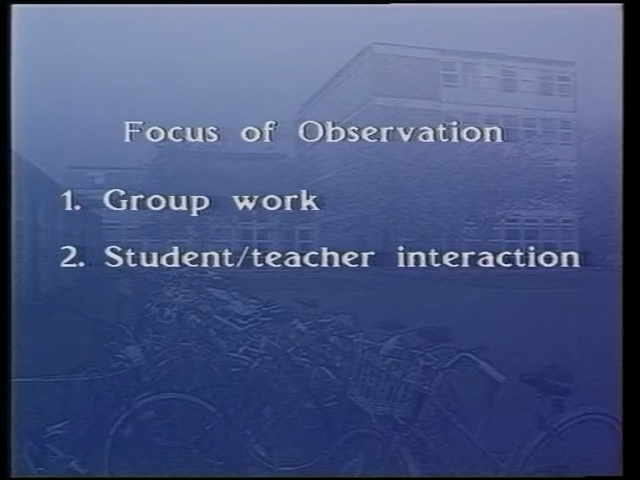 Focus of Observation
1. Group work
2. Student/teacher interaction